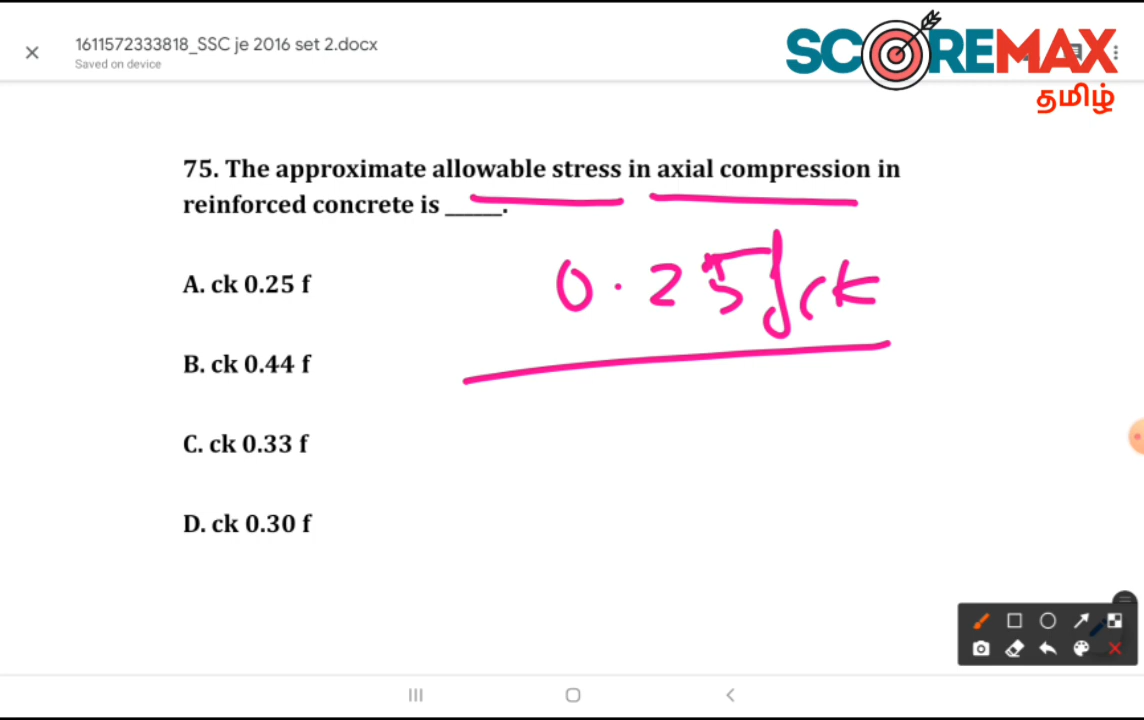 1611572333818_SSC je 2016 set 2.docx
Saved on device
SCOREMAX
தமிழ்
75. The approximate allowable stress in axial compression in
reinforced concrete is ______.
0.25fck
A. ck 0.25 f
B. ck 0.44 f
C. ck 0.33 f
D. ck 0.30 f